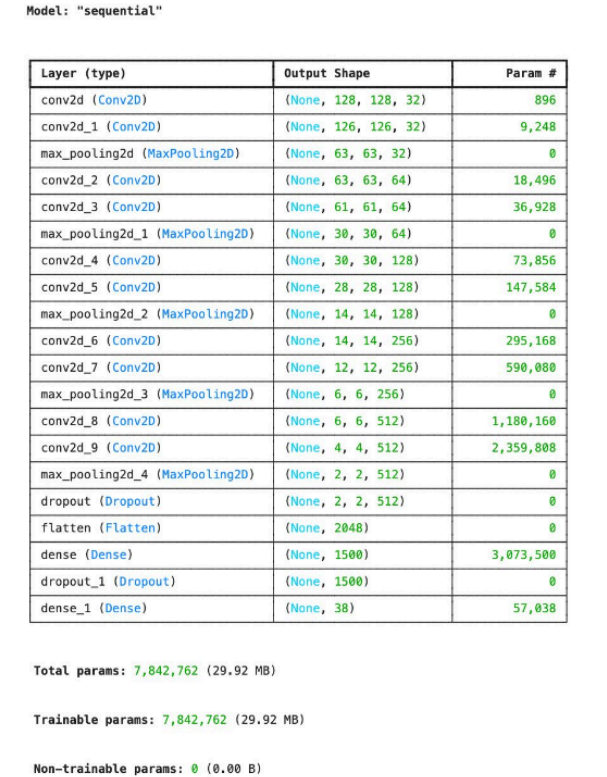 Model: "sequential"
Layer (type) Output Shape Param #
conv2d (Conv2D) (None, 128, 128, 32) 896
conv2d_1 (Conv2D) (None, 126, 126, 32) 9,248
max_pooling2d (MaxPooling2D) (None, 63, 63, 32) 0
conv2d_2 (Conv2D) (None, 63, 63, 64) 18,496
conv2d_3 (Conv2D) (None, 61, 61, 64) 36,928
max_pooling2d_1 (MaxPooling2D) (None, 30, 30, 64) 0
conv2d_4 (Conv2D) (None, 30, 30, 128) 73,856
conv2d_5 (Conv2D) (None, 28, 28, 128) 147,584
max_pooling2d_2 (MaxPooling2D) (None, 14, 14, 128) 0
conv2d_6 (Conv2D) (None, 14, 14, 256) 295,168
conv2d_7 (Conv2D) (None, 12, 12, 256) 590,080
max_pooling2d_3 (MaxPooling2D) (None, 6, 6, 256) 0
conv2d_8 (Conv2D) (None, 6, 6, 512) 1,180,160
conv2d_9 (Conv2D) (None, 4, 4, 512) 2,359,808
max_pooling2d_4 (MaxPooling2D) (None, 2, 2, 512) 0
dropout (Dropout) (None, 2, 2, 512) 0
flatten (Flatten) (None, 2048) 0
dense (Dense) (None, 1500) 3,073,500
dropout_1 (Dropout) (None, 1500) 0
dense_1 (Dense) (None, 38) 57,038
Total params: 7,842,762 (29.92 MB)
Trainable params: 7,842,762 (29.92 MB)
Non-trainable params: 0 (0.00 B)